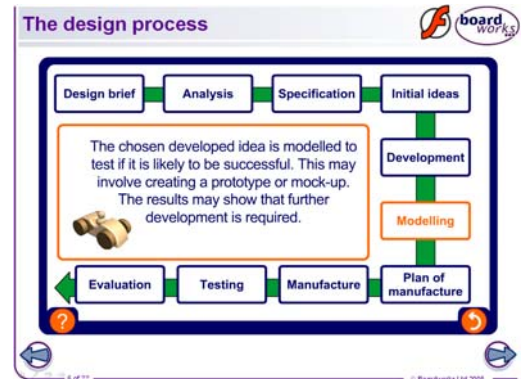 The design process
board
works
Design brief
Analysis
Specification
Initial ideas
The chosen developed idea is modelled to
test if it is likely to be successful. This may
involve creating a prototype or mock-up.
The results may show that further
development is required.
Development
Modelling
Evaluation
Testing
Manufacture
Plan of
manufacture
?